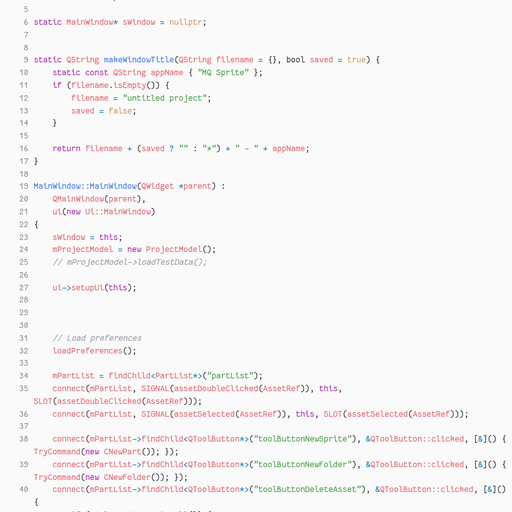 5
6 static MainWindow* sWindow = nullptr;
7
8
9 static QString makeWindowTitle(QString filename = {}, bool saved = true) {
10     static const QString appName { "MQ Sprite" };
11     if (filename.isEmpty()) {
12         filename = "untitled project";
13         saved = false;
14     }
15
16     return filename + (saved ? "" : "*") + " - " + appName;
17 }
18
19 MainWindow::MainWindow(QWidget *parent) :
20     QMainWindow(parent),
21     ui(new Ui::MainWindow)
22 {
23     sWindow = this;
24     mProjectModel = new ProjectModel();
25     // mProjectModel->loadTestData();
26
27     ui->setupUi(this);
28
29
30
31     // Load preferences
32     loadPreferences();
33
34     mPartList = findChild<PartList*>("partList");
35     connect(mPartList, SIGNAL(assetDoubleClicked(AssetRef)), this,
SLOT(assetDoubleClicked(AssetRef)));
36     connect(mPartList, SIGNAL(assetSelected(AssetRef)), this, SLOT(assetSelected(AssetRef)));
37
38     connect(mPartList->findChild<QToolButton*>("toolButtonNewSprite"), &QToolButton::clicked, [&]() {
TryCommand(new CNewPart()); });
39     connect(mPartList->findChild<QToolButton*>("toolButtonNewFolder"), &QToolButton::clicked, [&]() {
TryCommand(new CNewFolder()); });
40     connect(mPartList->findChild<QToolButton*>("toolButtonDeleteAsset"), &QToolButton::clicked, [&]()
{